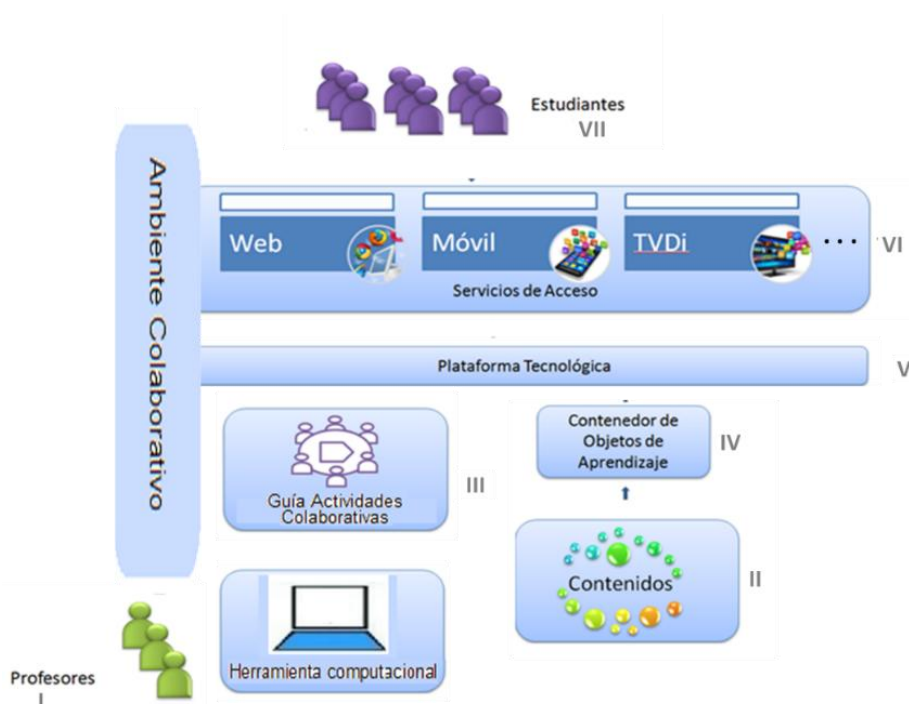 Estudiantes
VII
Ambiente Colaborativo
Web
Móvil
TVDi
...
VI
Servicios de Acceso
Plataforma Tecnológica
V
Contenedor de
Objetos de
Aprendizaje
IV
Guía Actividades
Colaborativas
III
Contenidos
II
Herramienta computacional
Profesores
I